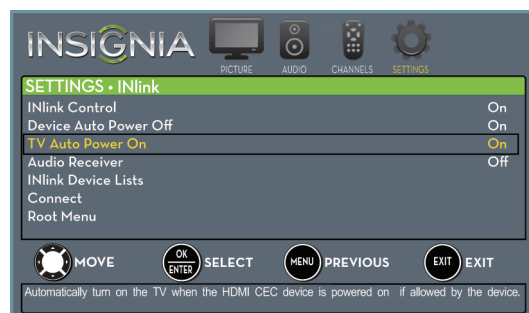 INSIGNIA
PICTURE AUDIO CHANNELS SETTINGS
SETTINGS • INlink
INlink Control On
Device Auto Power Off On
TV Auto Power On On
Audio Receiver Off
INlink Device Lists
Connect
Root Menu
MOVE OK ENTER SELECT MENU PREVIOUS EXIT EXIT
Automatically turn on the TV when the HDMI CEC device is powered on if allowed by the device.